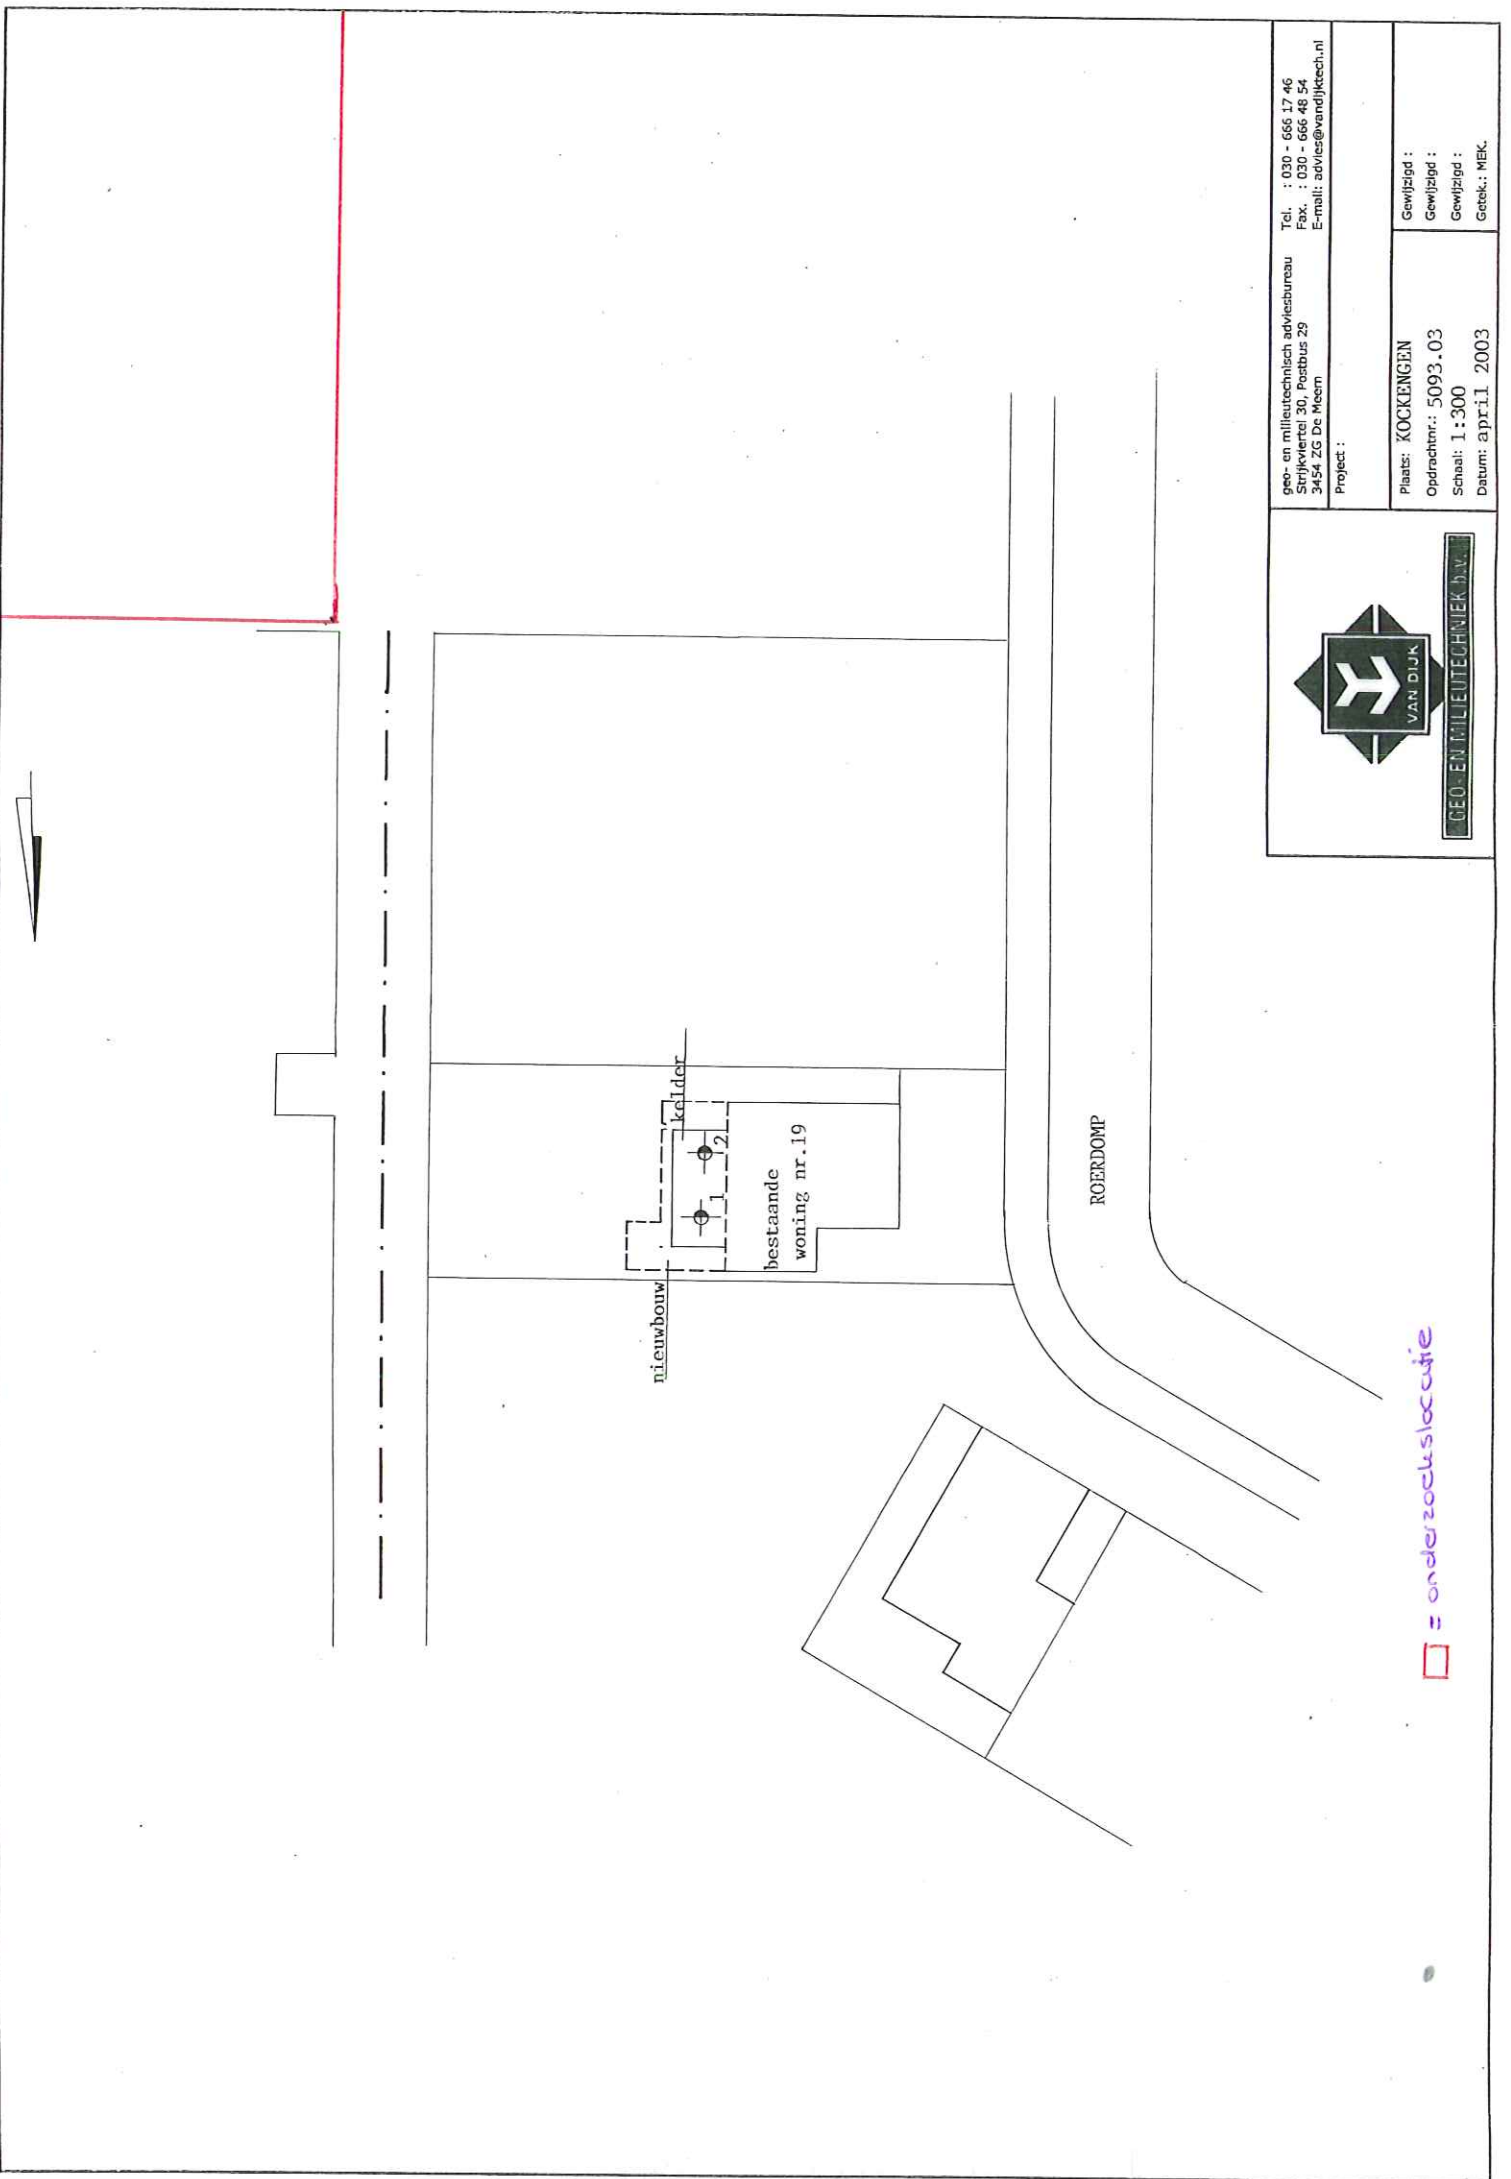 nieuwbouw
kelder
1
2
bestaande
woning nr.19
ROERDOMP
= onderzoekslocatie
VAN DIJK
GEO- EN MILIEUTECHNIEK b.v.
geo- en milieutechnisch adviesbureau
Strijkviertel 30, Postbus 29
3454 ZG De Meern
Tel. : 030 - 666 17 46
Fax. : 030 - 666 48 54
E-mail: advies@vandijktech.nl
Project :
Plaats: KOCKENGEN
Opdrachtnr.: 5093.03
Schaal: 1:300
Datum: april 2003
Gewijzigd :
Gewijzigd :
Gewijzigd :
Getek.: MEK.